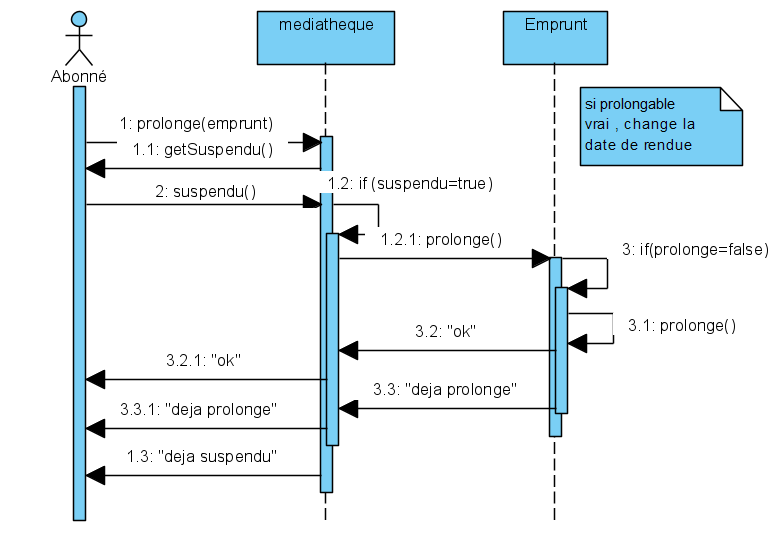 mediatheque
Emprunt
Abonné
si prolongable
vrai , change la
date de rendue
1: prolonge(emprunt)
1.1: getSuspendu()
1.2: if (suspendu=true)
2: suspendu()
1.2.1: prolonge()
3: if(prolonge=false)
3.1: prolonge()
3.2: "ok"
3.2.1: "ok"
3.3: "deja prolonge"
3.3.1: "deja prolonge"
1.3: "deja suspendu"